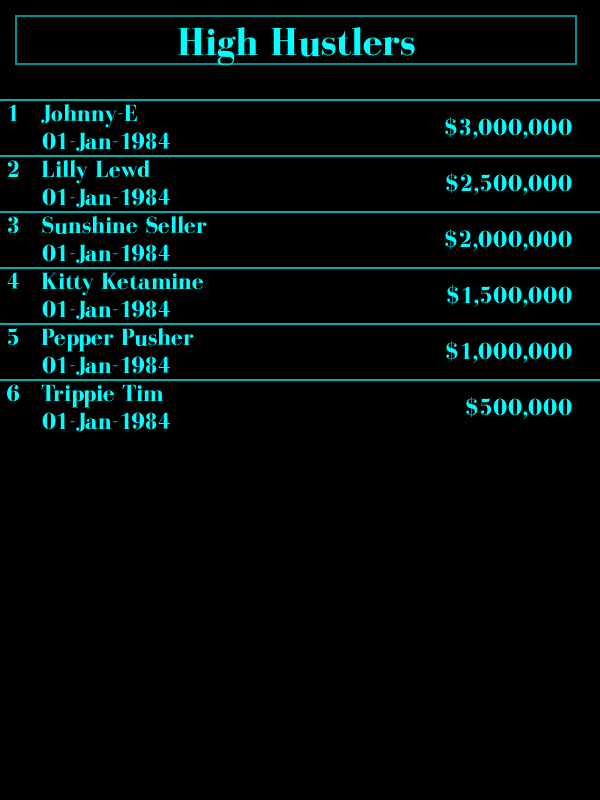 High Hustlers
1 Johnny-E
01-Jan-1984
$3,000,000
2 Lilly Lewd
01-Jan-1984
$2,500,000
3 Sunshine Seller
01-Jan-1984
$2,000,000
4 Kitty Ketamine
01-Jan-1984
$1,500,000
5 Pepper Pusher
01-Jan-1984
$1,000,000
6 Trippie Tim
01-Jan-1984
$500,000